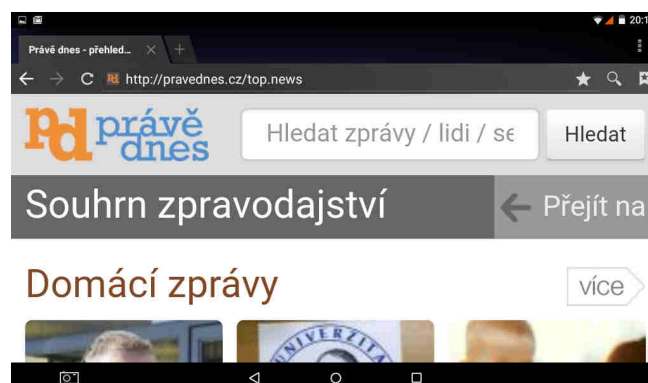 20:1
Právě dnes - přehled...
http://pravednes.cz/top.news
Pd právě dnes
Hledat zprávy / lidi / se
Hledat
Souhrn zpravodajství
Přejít na
Domácí zprávy
více
UNIVERZITA